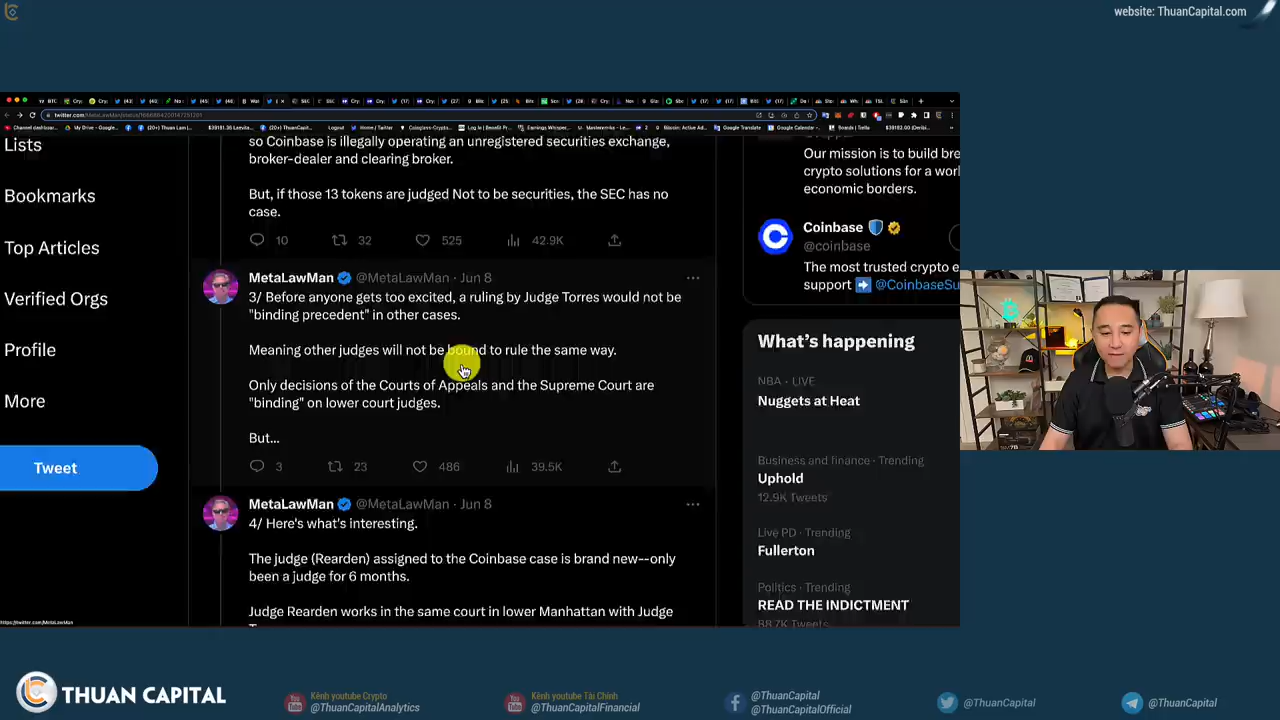 website: ThuanCapital.com
Lists
Bookmarks
Top Articles
Verified Orgs
Profile
More
Tweet
so Coinbase is illegally operating an unregistered securities exchange,
broker-dealer and clearing broker.
But, if those 13 tokens are judged Not to be securities, the SEC has no
case.
10 32 525 42.9K
MetaLawMan @MetaLawMan · Jun 8
3/ Before anyone gets too excited, a ruling by Judge Torres would not be
"binding precedent" in other cases.
Meaning other judges will not be bound to rule the same way.
Only decisions of the Courts of Appeals and the Supreme Court are
"binding" on lower court judges.
But...
3 23 486 39.5K
MetaLawMan @MetaLawMan · Jun 8
4/ Here's what's interesting.
The judge (Rearden) assigned to the Coinbase case is brand new--only
been a judge for 6 months.
Judge Rearden works in the same court in lower Manhattan with Judge
Our mission is to build bre
crypto solutions for a wo
economic borders.
Coinbase
@coinbase
The most trusted crypto e
support ➡ @CoinbaseSu
What's happening
NBA · LIVE
Nuggets at Heat
Business and finance · Trending
Uphold
12.9K Tweets
Live PD · Trending
Fullerton
Politics · Trending
READ THE INDICTMENT
88.7K Tweets
THUAN CAPITAL
Kênh youtube Crypto
@ThuanCapitalAnalytics
Kênh youtube Tài Chính
@ThuanCapitalFinancial
@ThuanCapital
@ThuanCapitalOfficial
@ThuanCapital
@ThuanCapital